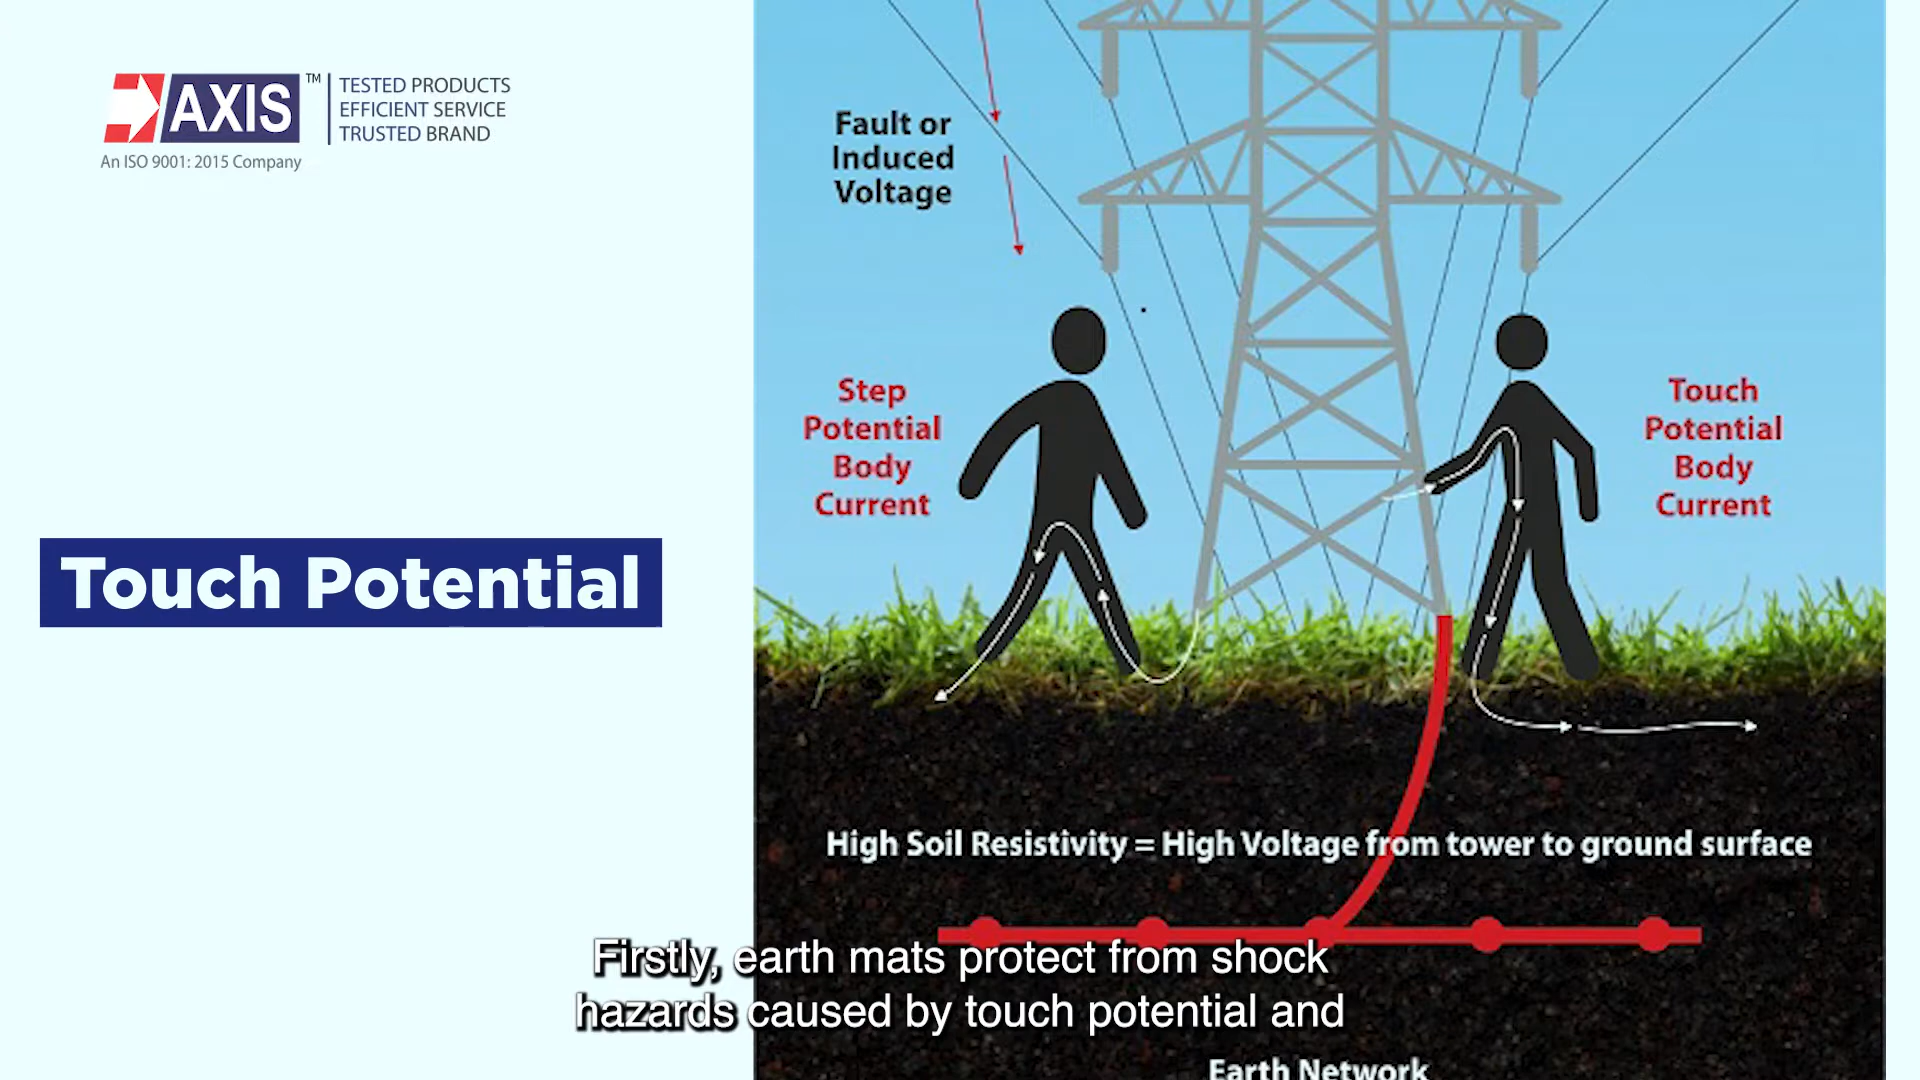 AXIS™
TESTED PRODUCTS
EFFICIENT SERVICE
TRUSTED BRAND
An ISO 9001: 2015 Company
Touch Potential
Fault or
Induced
Voltage
Step
Potential
Body
Current
Touch
Potential
Body
Current
High Soil Resistivity = High Voltage from tower to ground surface
Firstly, earth mats protect from shock
hazards caused by touch potential and
Earth Network